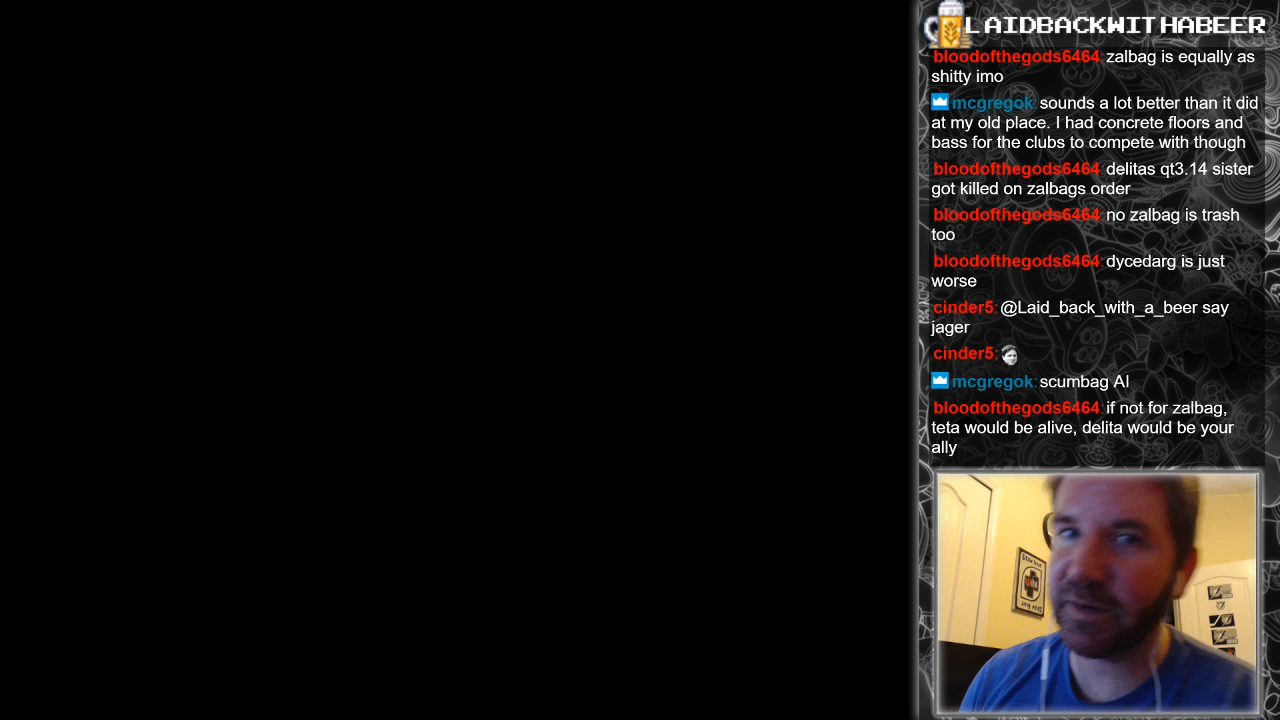 LAIDBACKWITHABEER
bloodofthegods6464: zalbag is equally as
shitty imo
mcgregok: sounds a lot better than it did
at my old place. I had concrete floors and
bass for the clubs to compete with though
bloodofthegods6464: delitas qt3.14 sister
got killed on zalbags order
bloodofthegods6464: no zalbag is trash
too
bloodofthegods6464: dycedarg is just
worse
cinder5: @Laid_back_with_a_beer say
jager
cinder5:
mcgregok: scumbag AI
bloodofthegods6464: if not for zalbag,
teta would be alive, delita would be your
ally